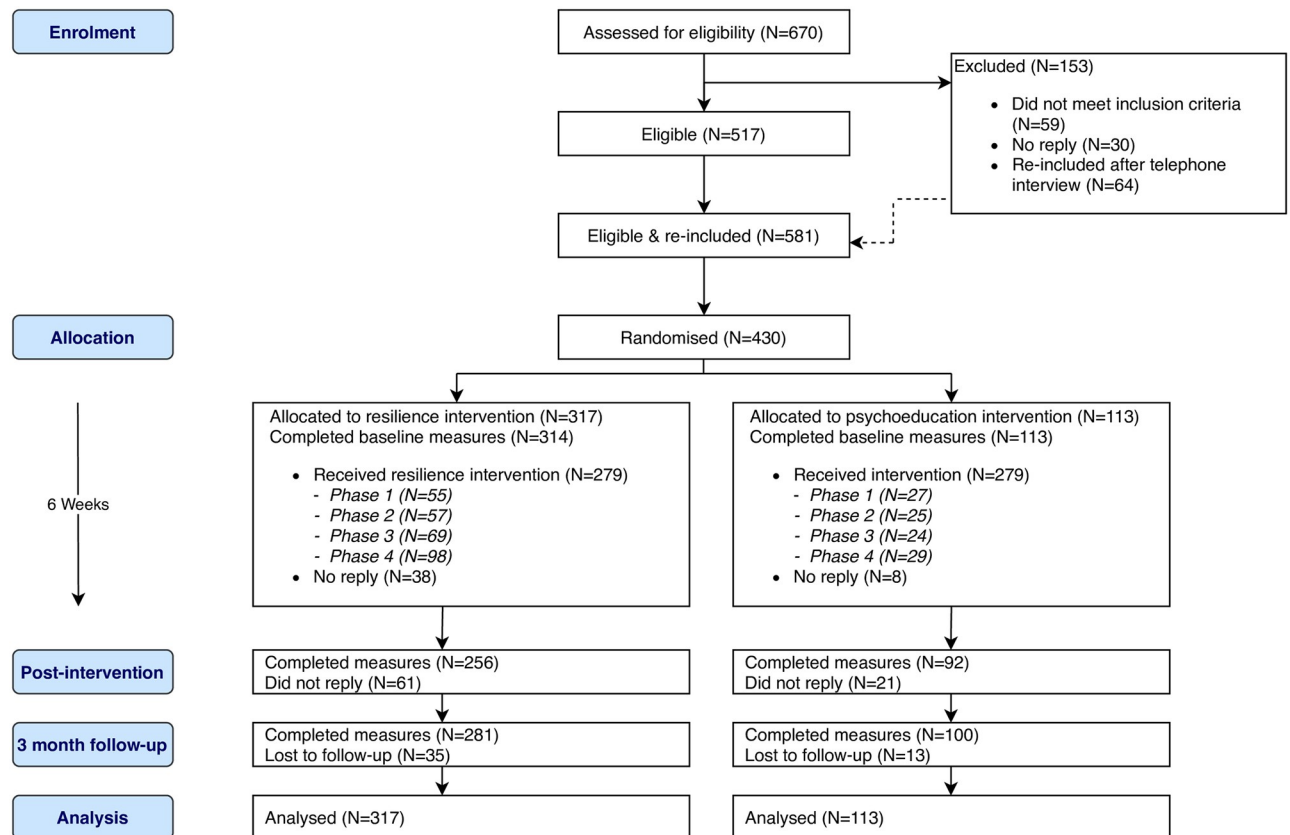 Enrolment
Assessed for eligibility (N=670)
Excluded (N=153)
• Did not meet inclusion criteria
(N=59)
• No reply (N=30)
• Re-included after telephone
interview (N=64)
Eligible (N=517)
Eligible & re-included (N=581)
Allocation
Randomised (N=430)
6 Weeks
Allocated to resilience intervention (N=317)
Completed baseline measures (N=314)
• Received resilience intervention (N=279)
- Phase 1 (N=55)
- Phase 2 (N=57)
- Phase 3 (N=69)
- Phase 4 (N=98)
• No reply (N=38)
Allocated to psychoeducation intervention (N=113)
Completed baseline measures (N=113)
• Received intervention (N=279)
- Phase 1 (N=27)
- Phase 2 (N=25)
- Phase 3 (N=24)
- Phase 4 (N=29)
• No reply (N=8)
Post-intervention
Completed measures (N=256)
Did not reply (N=61)
Completed measures (N=92)
Did not reply (N=21)
3 month follow-up
Completed measures (N=281)
Lost to follow-up (N=35)
Completed measures (N=100)
Lost to follow-up (N=13)
Analysis
Analysed (N=317)
Analysed (N=113)